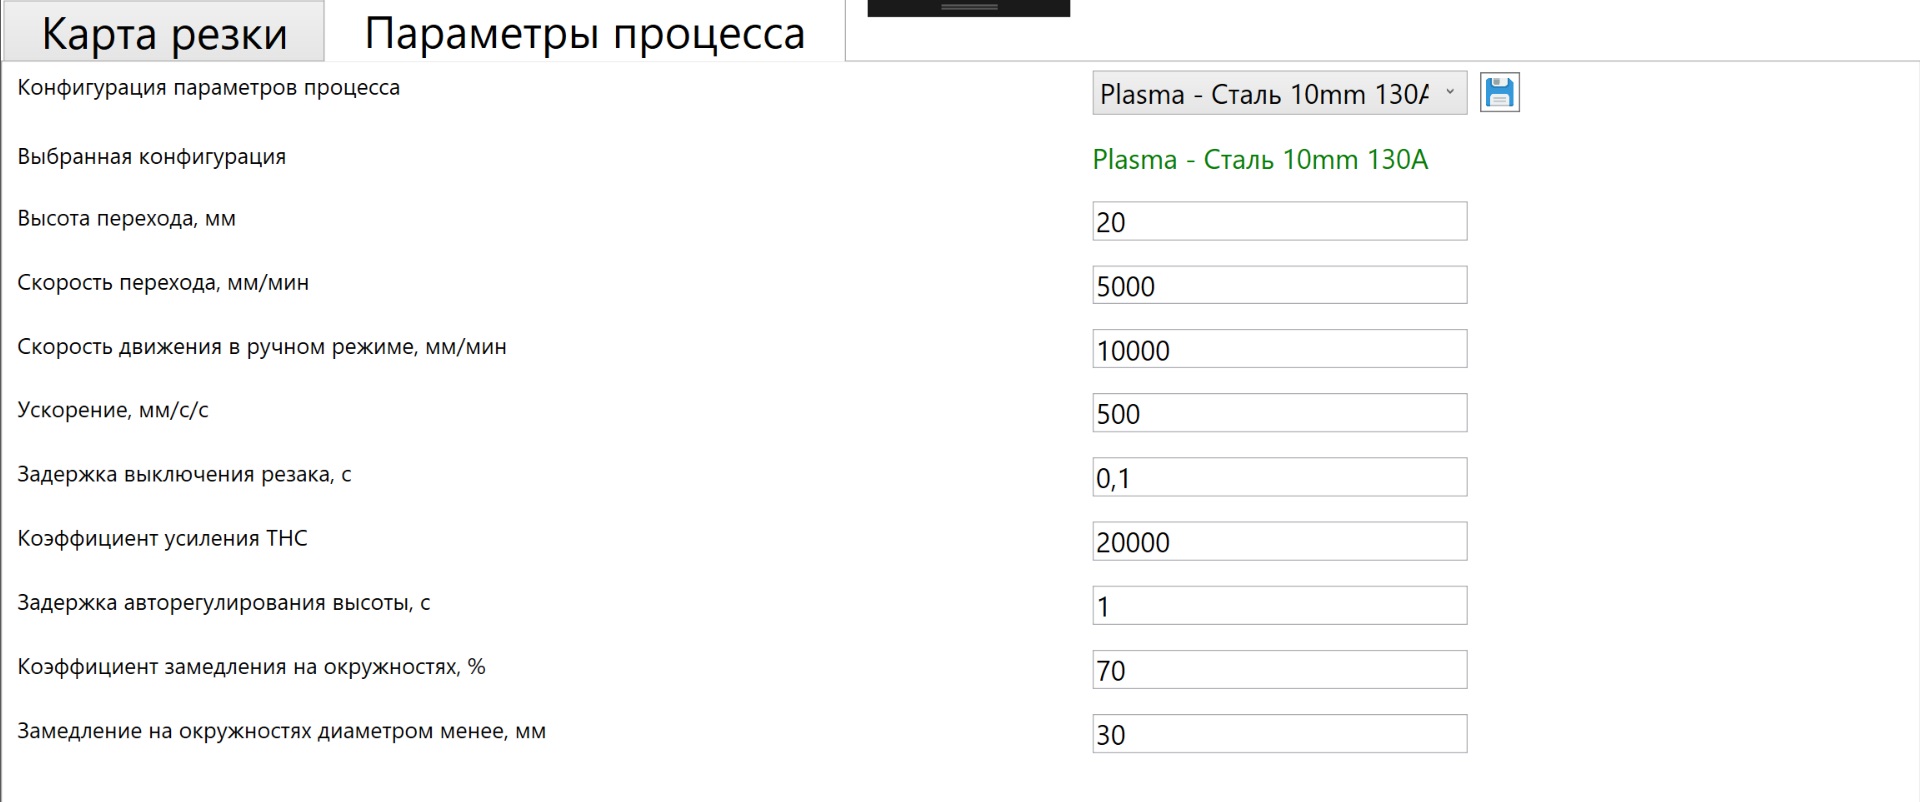 Карта резки Параметры процесса
Конфигурация параметров процесса Plasma - Сталь 10mm 130A
Выбранная конфигурация Plasma - Сталь 10mm 130A
Высота перехода, мм 20
Скорость перехода, мм/мин 5000
Скорость движения в ручном режиме, мм/мин 10000
Ускорение, мм/с/с 500
Задержка выключения резака, с 0,1
Коэффициент усиления THC 20000
Задержка авторегулирования высоты, с 1
Коэффициент замедления на окружностях, % 70
Замедление на окружностях диаметром менее, мм 30